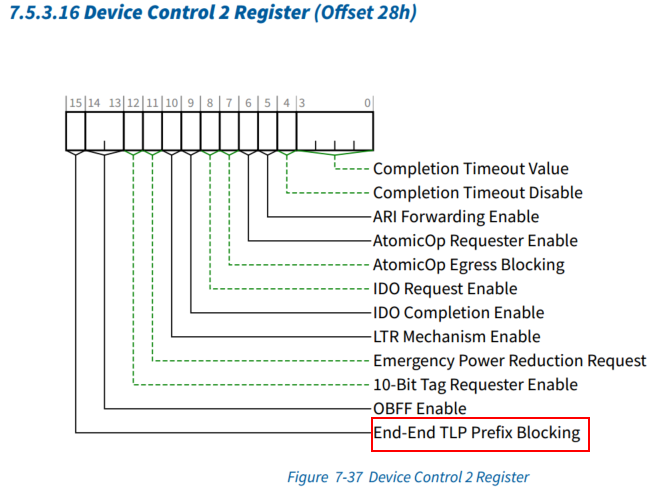 7.5.3.16 Device Control 2 Register (Offset 28h)
15 14 13 12 11 10 9 8 7 6 5 4 3 0
Completion Timeout Value
Completion Timeout Disable
ARI Forwarding Enable
AtomicOp Requester Enable
AtomicOp Egress Blocking
IDO Request Enable
IDO Completion Enable
LTR Mechanism Enable
Emergency Power Reduction Request
10-Bit Tag Requester Enable
OBFF Enable
End-End TLP Prefix Blocking
Figure 7-37 Device Control 2 Register